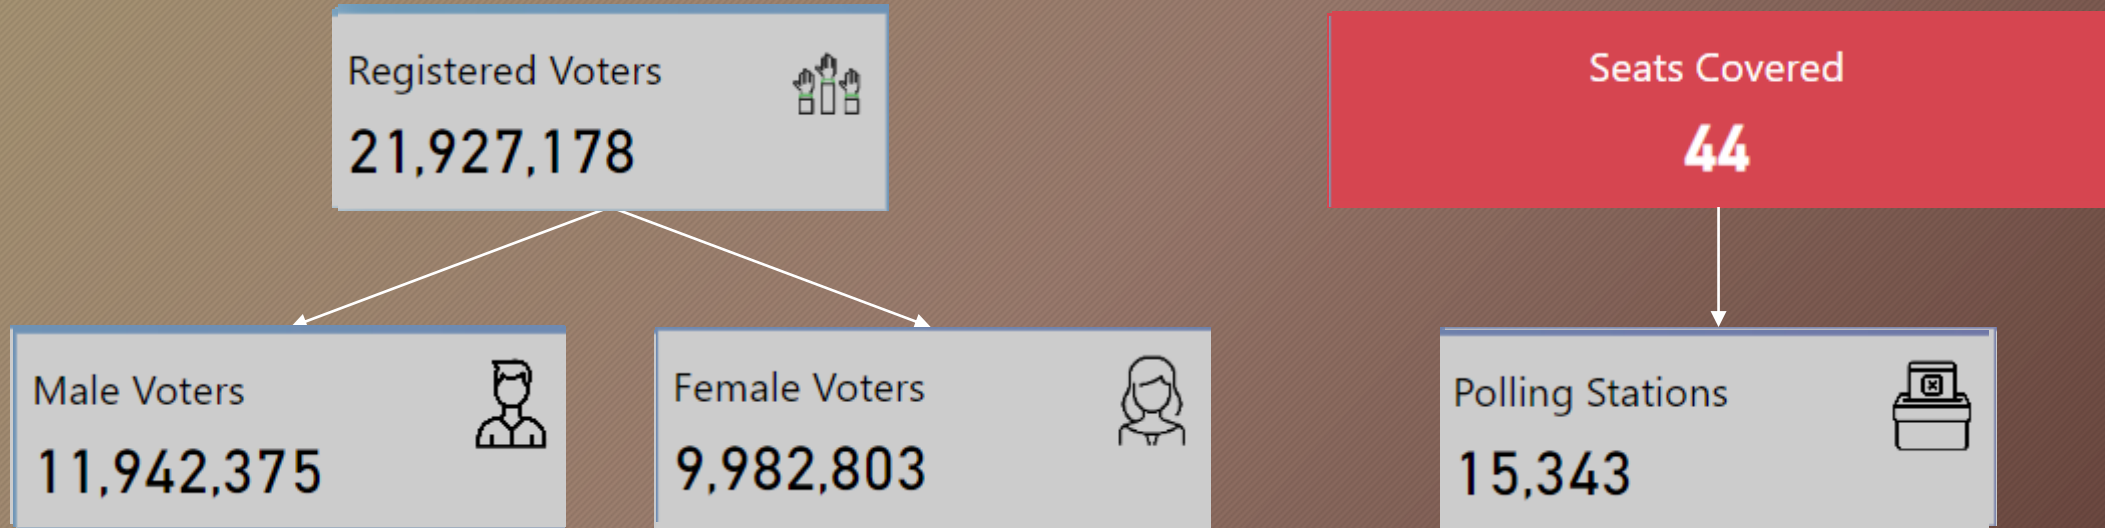 Registered Voters
21,927,178
Seats Covered
44
Male Voters
11,942,375
Female Voters
9,982,803
Polling Stations
15,343